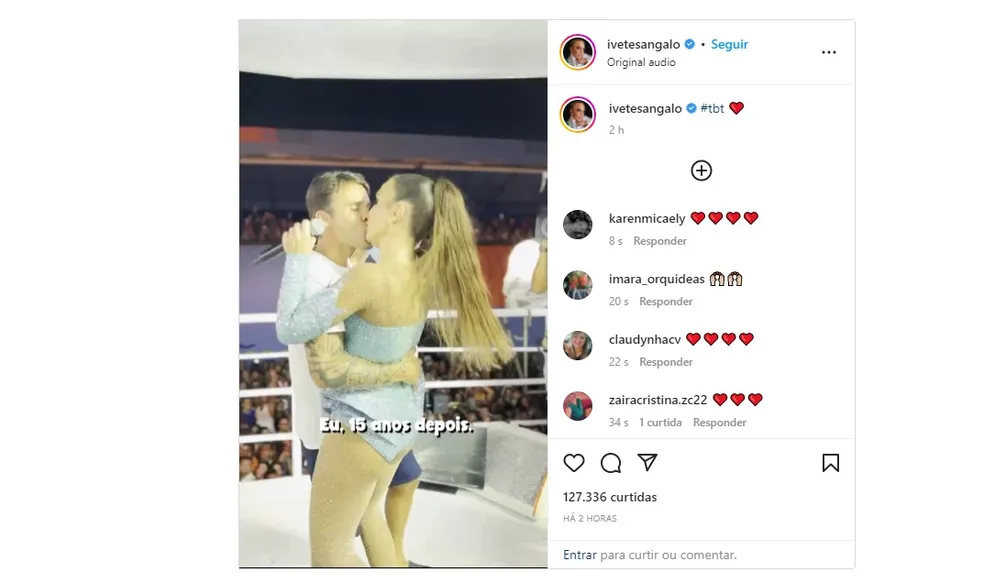 ivetesangalo • Seguir
Original audio
ivetesangalo #tbt
2 h
karenmicaely
8 s Responder
imara_orquideas
20 s Responder
claudynhacv
22 s Responder
zairacristina.zc22
34 s 1 curtida Responder
Eu, 15 anos depois.
127.336 curtidas
HÁ 2 HORAS
Entrar para curtir ou comentar.